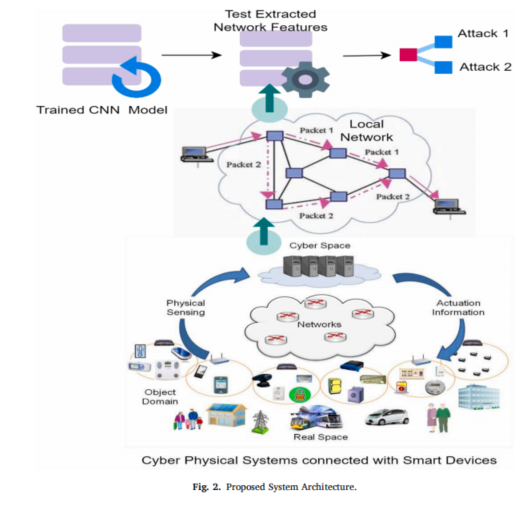 Test Extracted
Network Features
Attack 1
Attack 2
Trained CNN Model
Local
Network
Packet 1
Packet 1
Packet 2
Packet 2
Packet 2
Cyber Space
Physical
Sensing
Actuation
Information
Networks
Object
Domain
Real Space
Cyber Physical Systems connected with Smart Devices
Fig. 2. Proposed System Architecture.